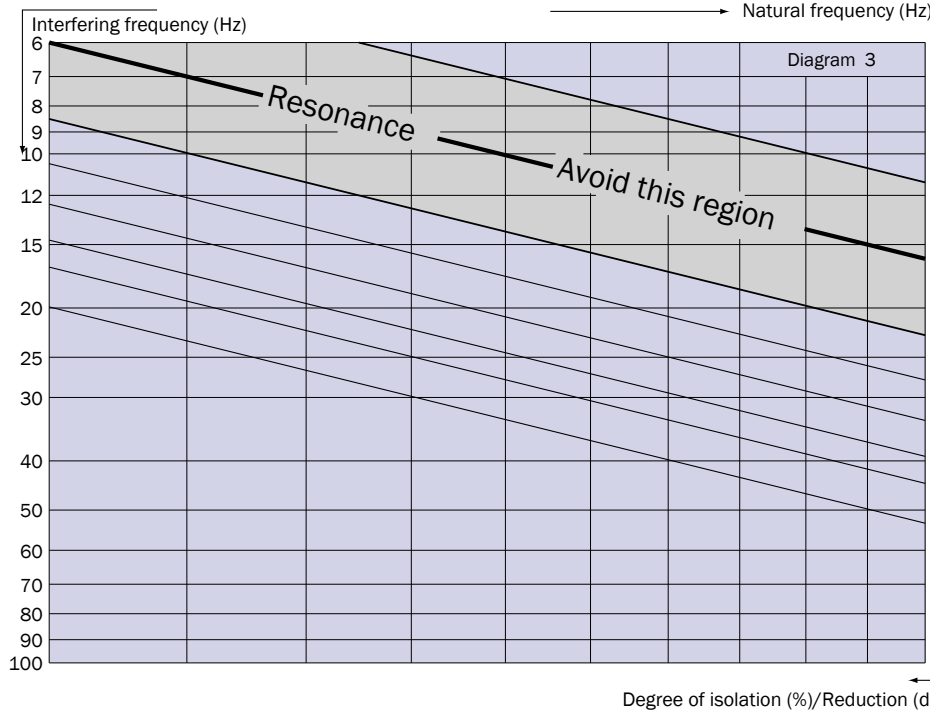 Natural frequency (Hz)
Interfering frequency (Hz)
Diagram 3
6
7
8
9
10
12
15
20
25
30
40
50
60
70
80
90
100
Resonance
Avoid this region
Degree of isolation (%)/Reduction (d